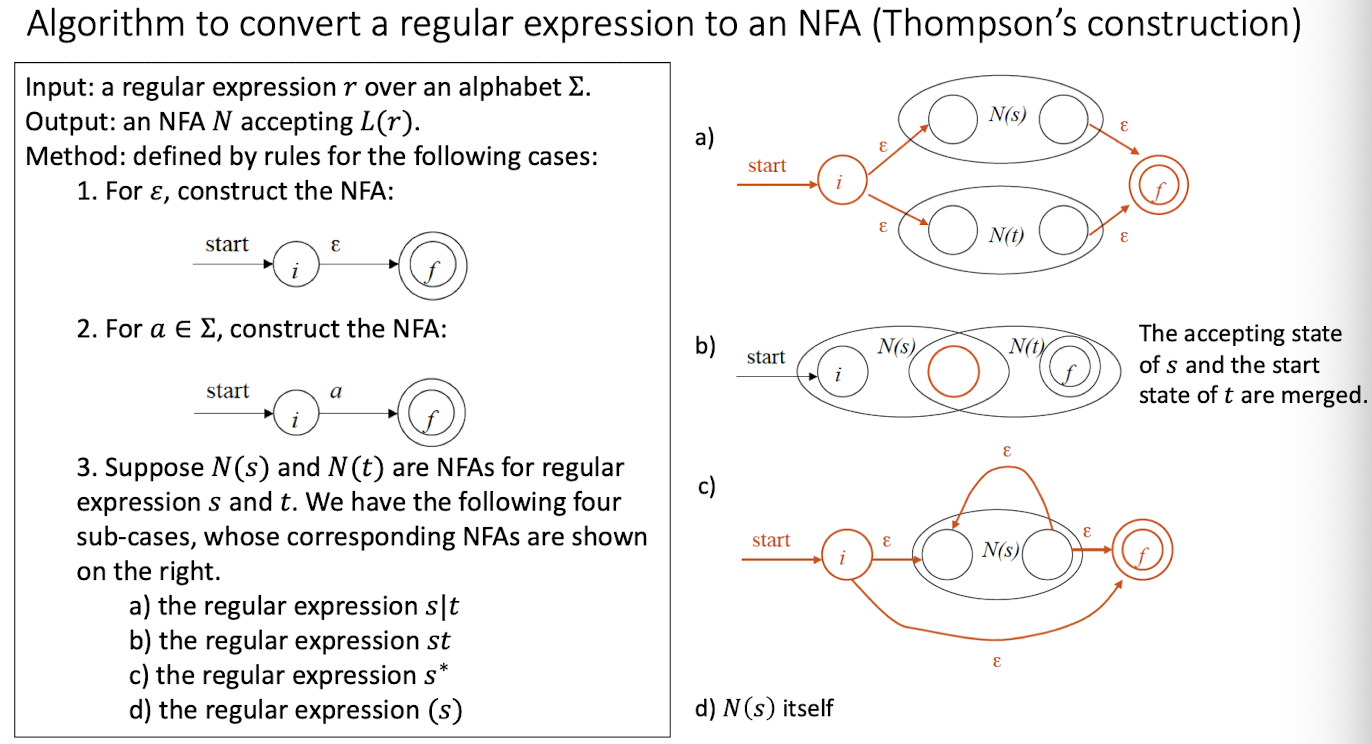 Algorithm to convert a regular expression to an NFA (Thompson’s construction)
Input: a regular expression r over an alphabet Σ.
Output: an NFA N accepting L(r).
Method: defined by rules for the following cases:
1. For ε, construct the NFA:
start
ε
i
f
2. For a ∈ Σ, construct the NFA:
start
a
i
f
3. Suppose N(s) and N(t) are NFAs for regular
expression s and t. We have the following four
sub-cases, whose corresponding NFAs are shown
on the right.
a) the regular expression s|t
b) the regular expression st
c) the regular expression s*
d) the regular expression (s)
a)
start
i
ε
ε
N(s)
N(t)
ε
ε
f
b)
start
i
N(s)
N(t)
f
The accepting state
of s and the start
state of t are merged.
c)
start
i
ε
ε
N(s)
ε
f
ε
d) N(s) itself